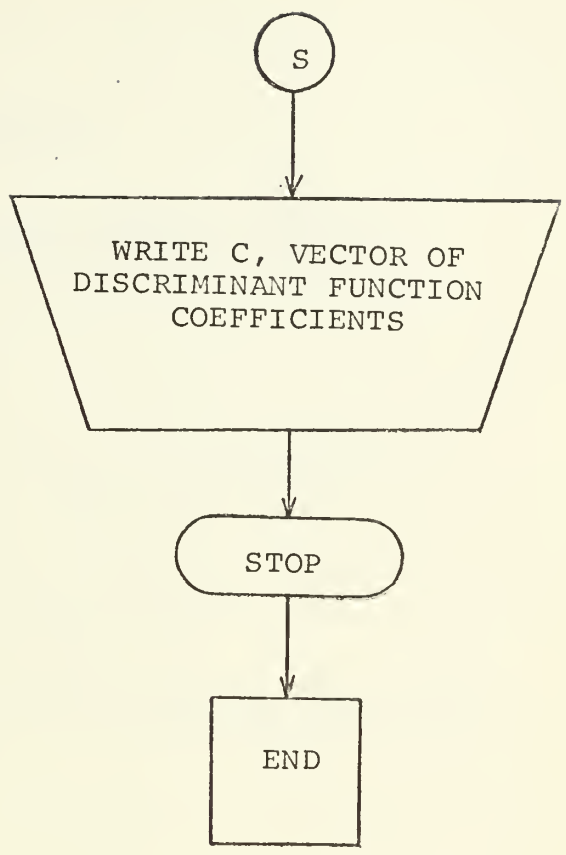 S
WRITE C, VECTOR OF
DISCRIMINANT FUNCTION
COEFFICIENTS
STOP
END